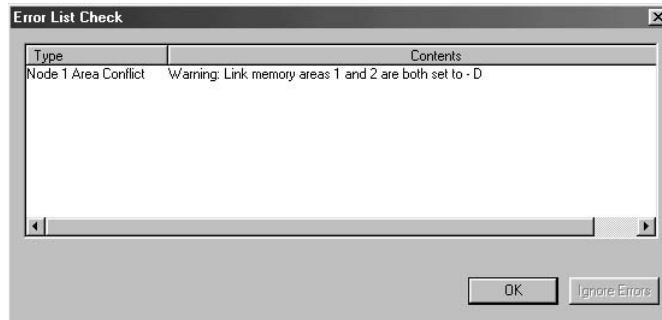 Error List Check
Type Contents
Node 1 Area Conflict Warning: Link memory areas 1 and 2 are both set to - D
OK Ignore Errors